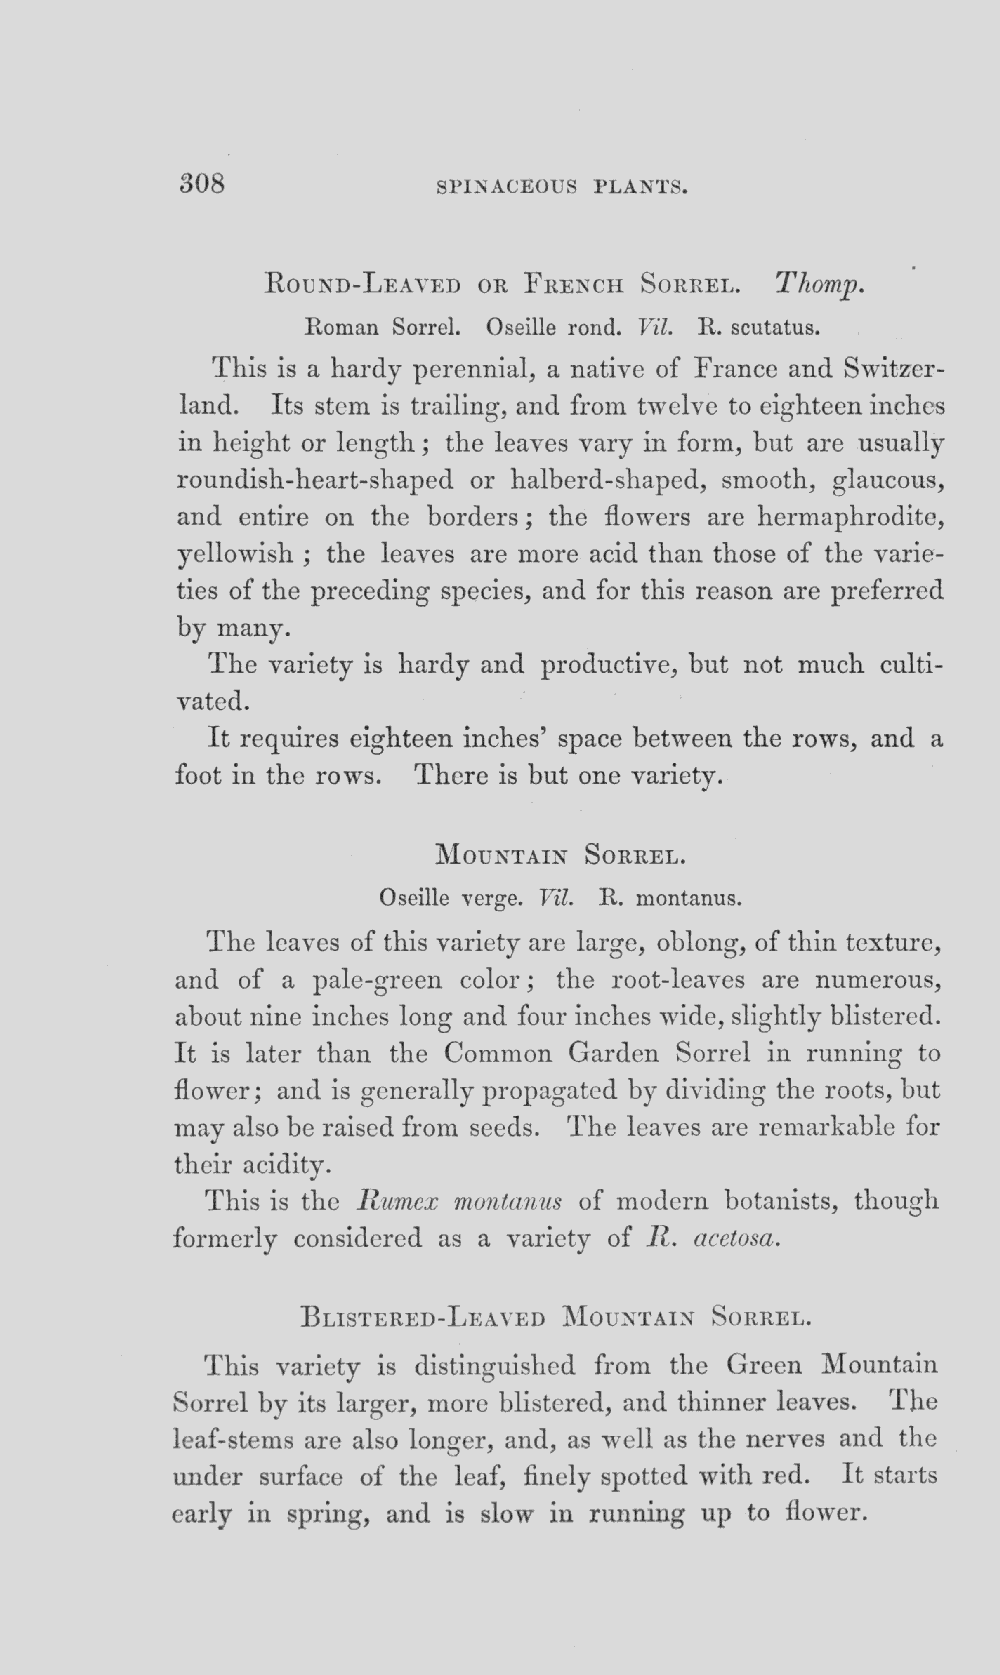 308 SPINACEOUS PLANTS.
ROUND-LEAVED OR FRENCH SORREL. Thomp.
Roman Sorrel. Oseille rond. Vil. R. scutatus.
This is a hardy perennial, a native of France and Switzer-
land. Its stem is trailing, and from twelve to eighteen inches
in height or length; the leaves vary in form, but are usually
roundish-heart-shaped or halberd-shaped, smooth, glaucous,
and entire on the borders; the flowers are hermaphrodite,
yellowish; the leaves are more acid than those of the varie-
ties of the preceding species, and for this reason are preferred
by many.
The variety is hardy and productive, but not much culti-
vated.
It requires eighteen inches' space between the rows, and a
foot in the rows. There is but one variety.
MOUNTAIN SORREL.
Oseille verge. Vil. R. montanus.
The leaves of this variety are large, oblong, of thin texture,
and of a pale-green color; the root-leaves are numerous,
about nine inches long and four inches wide, slightly blistered.
It is later than the Common Garden Sorrel in running to
flower; and is generally propagated by dividing the roots, but
may also be raised from seeds. The leaves are remarkable for
their acidity.
This is the Rumex montanus of modern botanists, though
formerly considered as a variety of R. acetosa.
BLISTERED-LEAVED MOUNTAIN SORREL.
This variety is distinguished from the Green Mountain
Sorrel by its larger, more blistered, and thinner leaves. The
leaf-stems are also longer, and, as well as the nerves and the
under surface of the leaf, finely spotted with red. It starts
early in spring, and is slow in running up to flower.